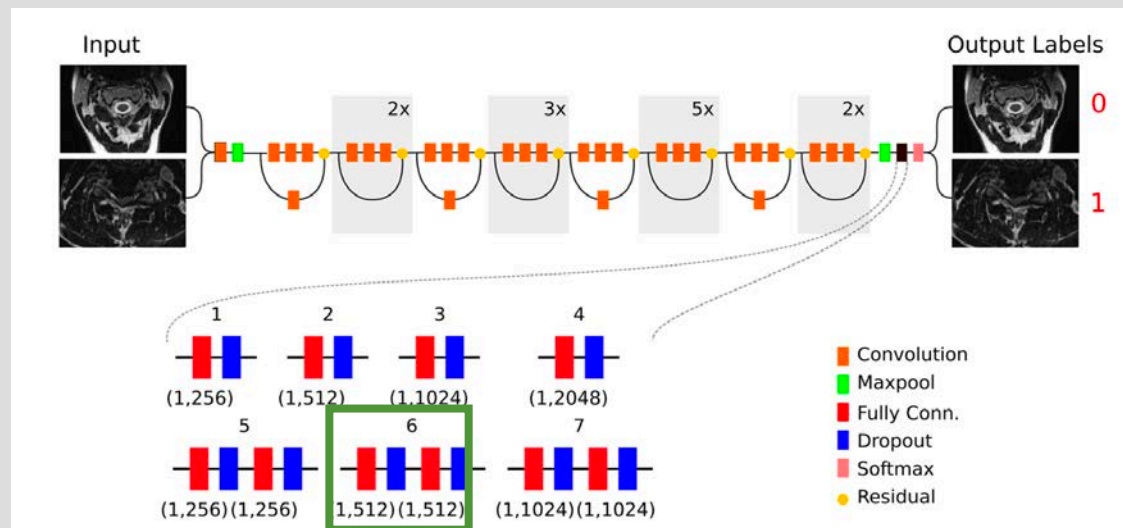 Input
Output Labels
2x
3x
5x
2x
0
1
1
2
3
4
(1,256)
(1,512)
(1,1024)
(1,2048)
Convolution
Maxpool
Fully Conn.
Dropout
Softmax
Residual
5
6
7
(1,256)(1,256)
(1,512) (1,512)
(1,1024)(1,1024)